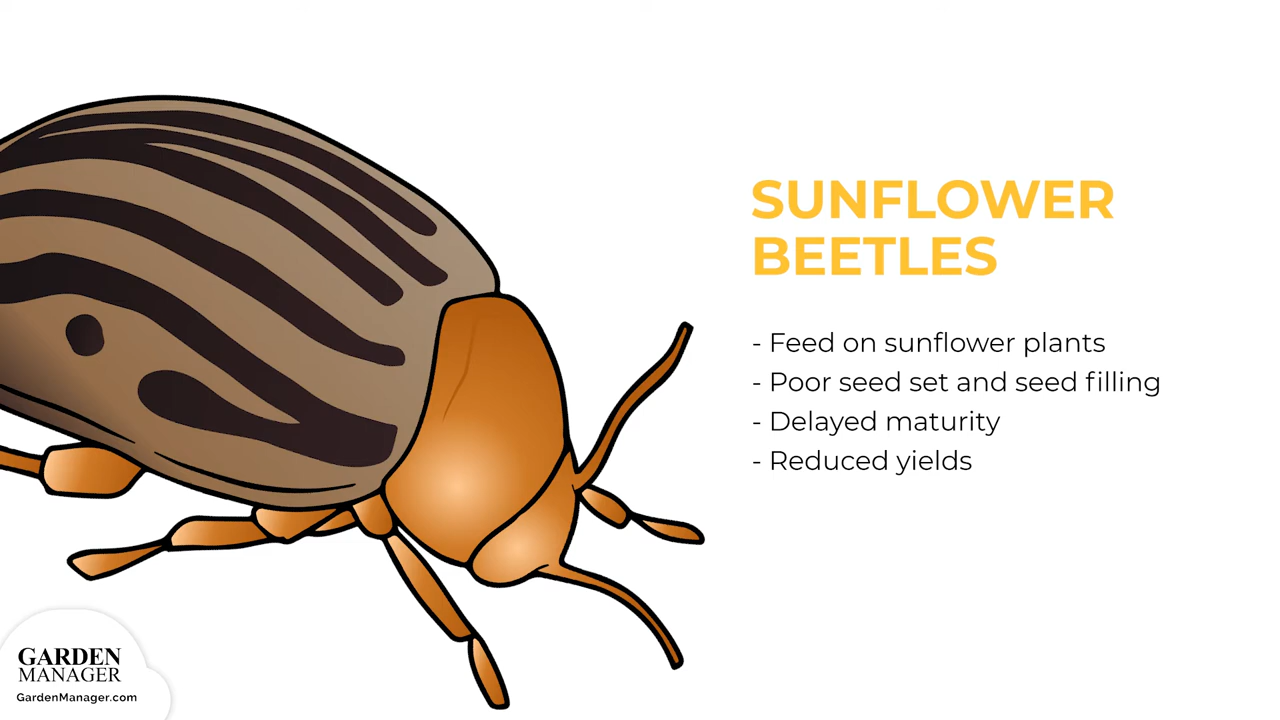 SUNFLOWER
BEETLES
- Feed on sunflower plants
- Poor seed set and seed filling
- Delayed maturity
- Reduced yields
GARDEN
MANAGER
GardenManager.com